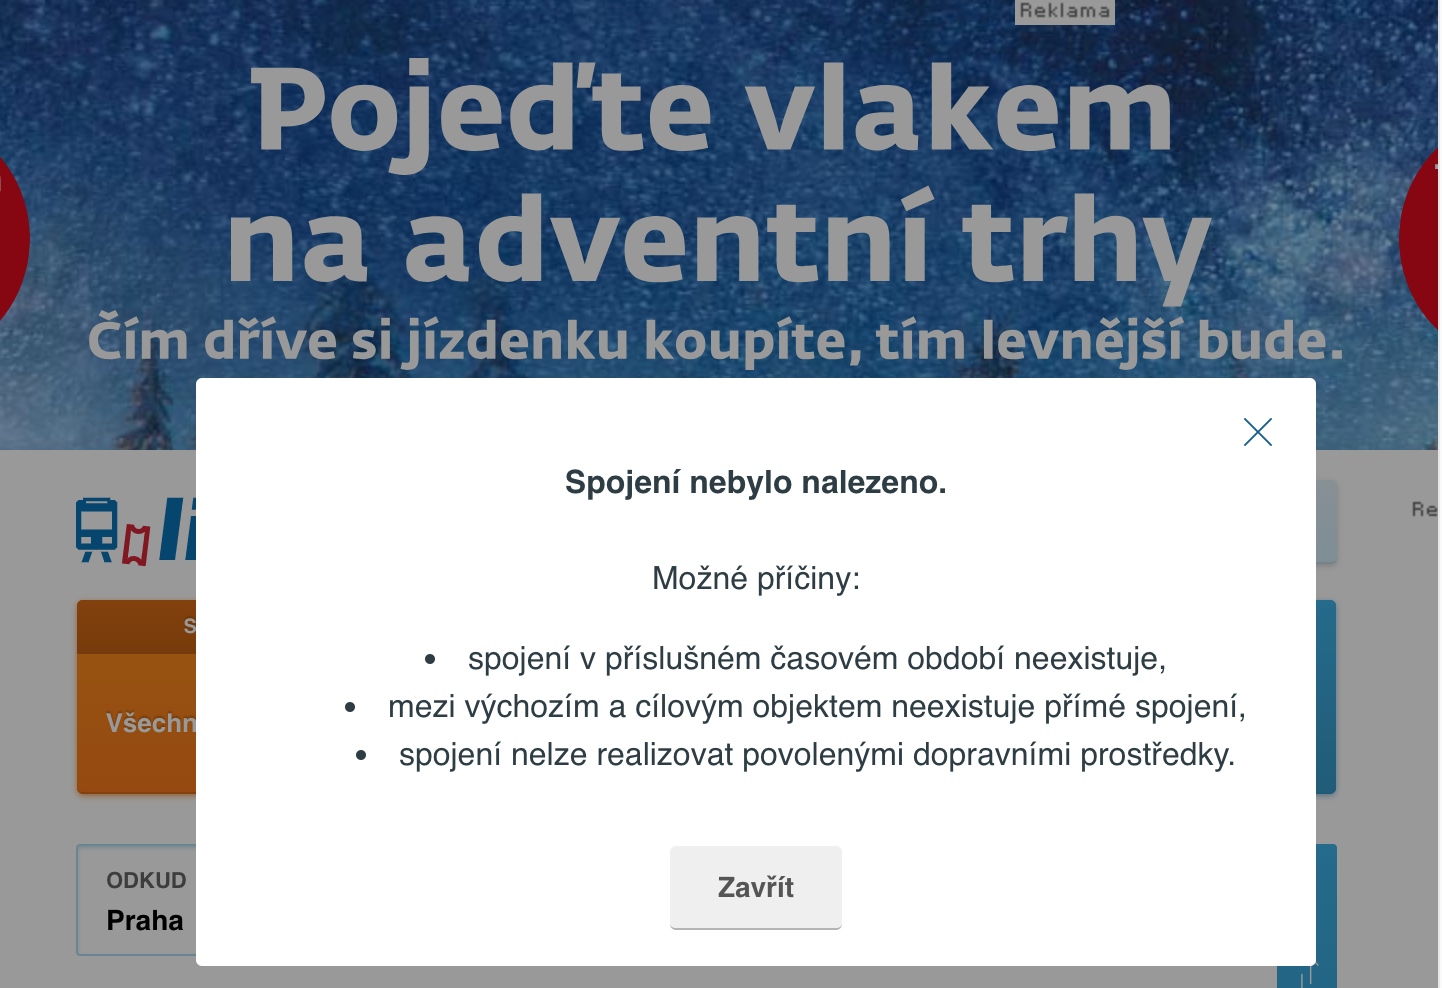 Reklama
Pojeďte vlakem
na adventní trhy
Čím dříve si jízdenku koupíte, tím levnější bude.
Spojení nebylo nalezeno.
Možné příčiny:
• spojení v příslušném časovém období neexistuje,
• mezi výchozím a cílovým objektem neexistuje přímé spojení,
• spojení nelze realizovat povolenými dopravními prostředky.
Zavřít
ODKUD
Praha